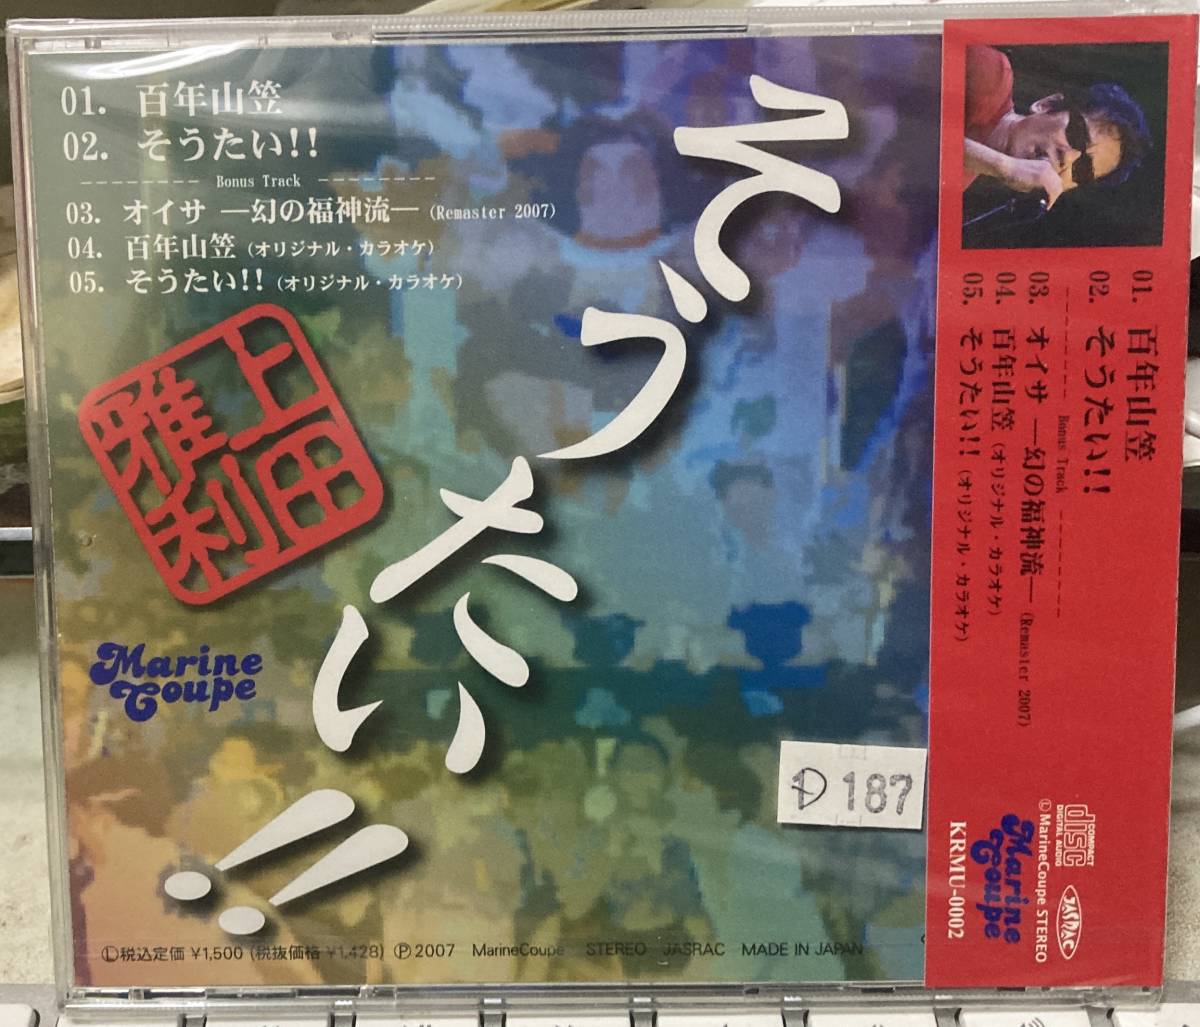 01. 百年山笠
02. そうたい!!
Bonus Track
03. オイサ ―幻の福神流― (Remaster 2007)
04. 百年山笠 (オリジナル・カラオケ)
05. そうたい!! (オリジナル・カラオケ)
そうたい!!
上田
雅利
Marine
Coupe
D 187
Ⓛ税込定価 ¥1,500 (税抜価格 ¥1,428) Ⓟ2007 MarineCoupe STEREO JASRAC MADE IN JAPAN
01. 百年山笠
02. そうたい!!
Bonus Track
03. オイサ ―幻の福神流― (Remaster 2007)
04. 百年山笠 (オリジナル・カラオケ)
05. そうたい!! (オリジナル・カラオケ)
COMPACT
disc
DIGITAL AUDIO
JASRAC
ⓁMarineCoupe STEREO
Marine
Coupe
KRMU-0002